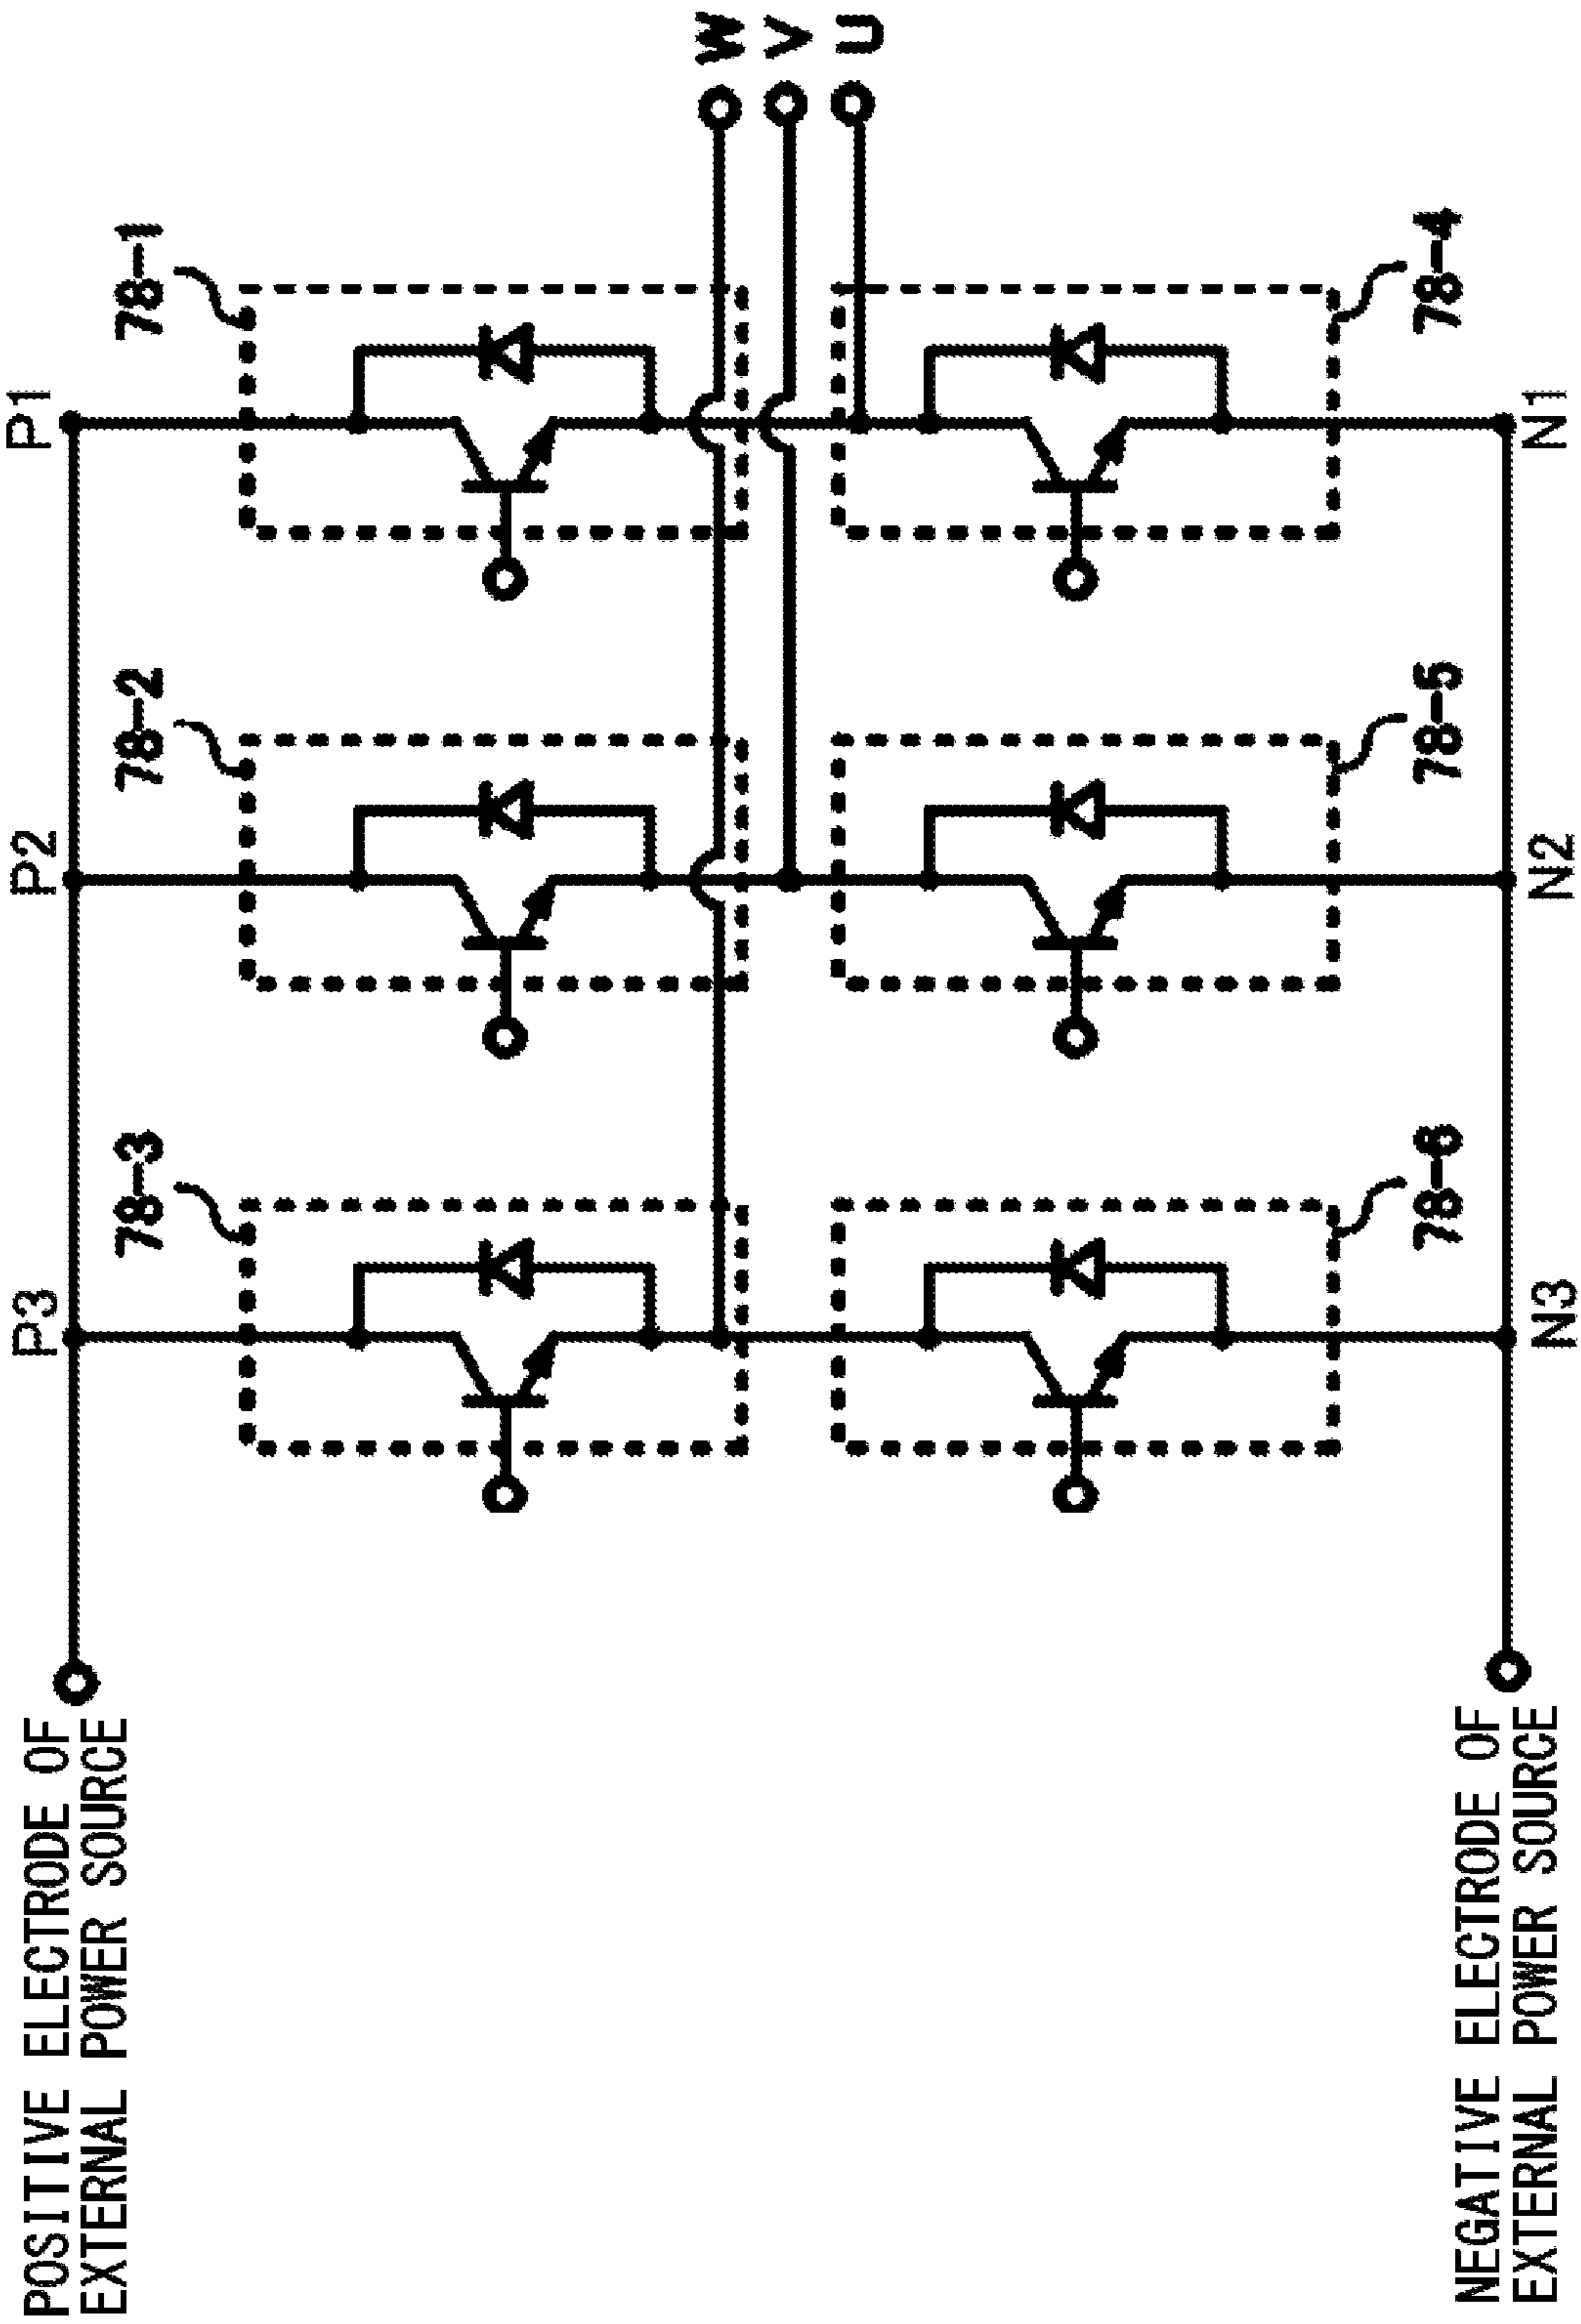 POSITIVE ELECTRODE OF
EXTERNAL POWER SOURCE
P3
P2
P1
78-3
78-2
78-1
W
V
U
78-6
78-5
78-4
NEGATIVE ELECTRODE OF
EXTERNAL POWER SOURCE
N3
N2
N1